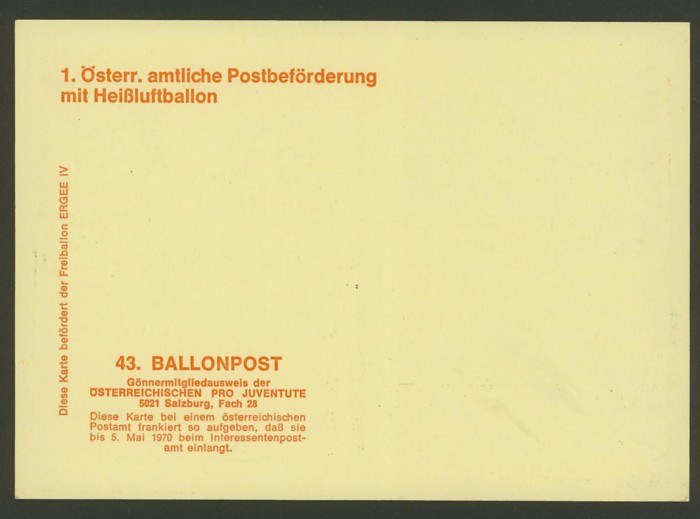 1. Österr. amtliche Postbeförderung
mit Heißluftballon
Diese Karte befördert der Freiballon ERGEE IV
43. BALLONPOST
Gönnermitgliedausweis der
ÖSTERREICHISCHEN PRO JUVENTUTE
5021 Salzburg, Fach 28
Diese Karte bei einem österreichischen
Postamt frankiert so aufgeben, daß sie
bis 5. Mai 1970 beim Interessentenpost-
amt einlangt.